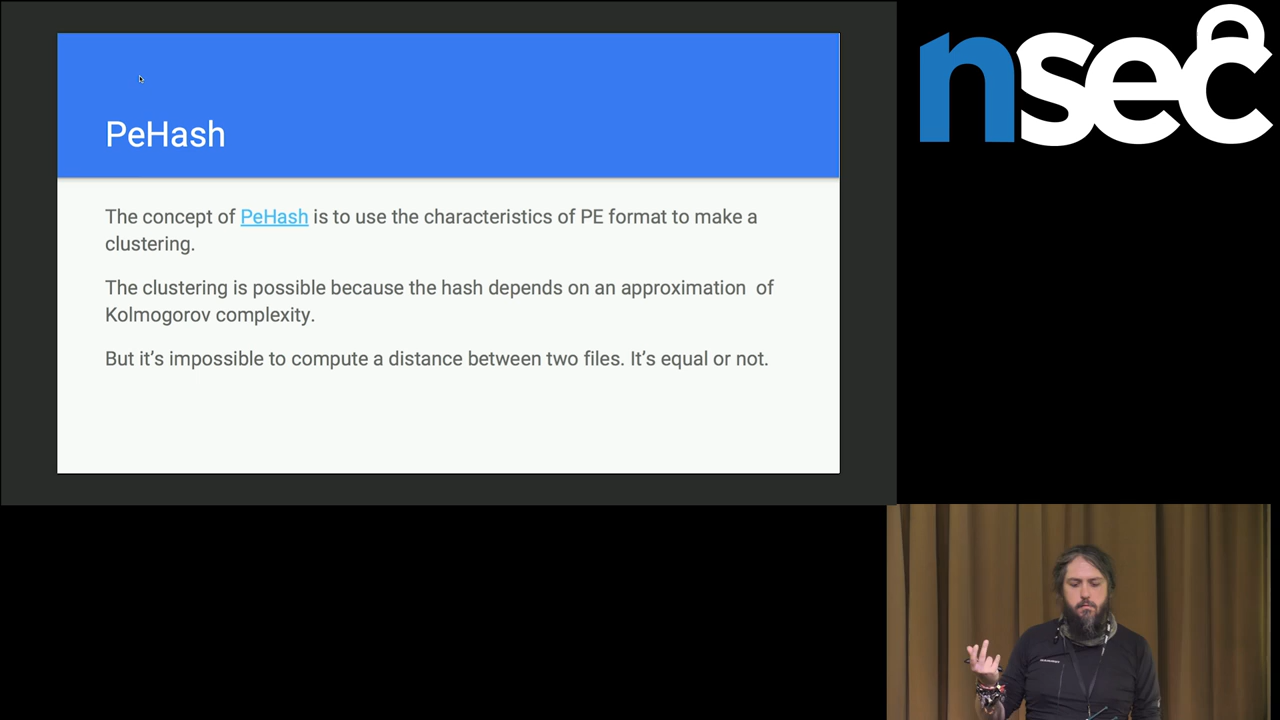 nsec
PeHash
The concept of PeHash is to use the characteristics of PE format to make a
clustering.
The clustering is possible because the hash depends on an approximation  of
Kolmogorov complexity.
But it’s impossible to compute a distance between two files. It’s equal or not.